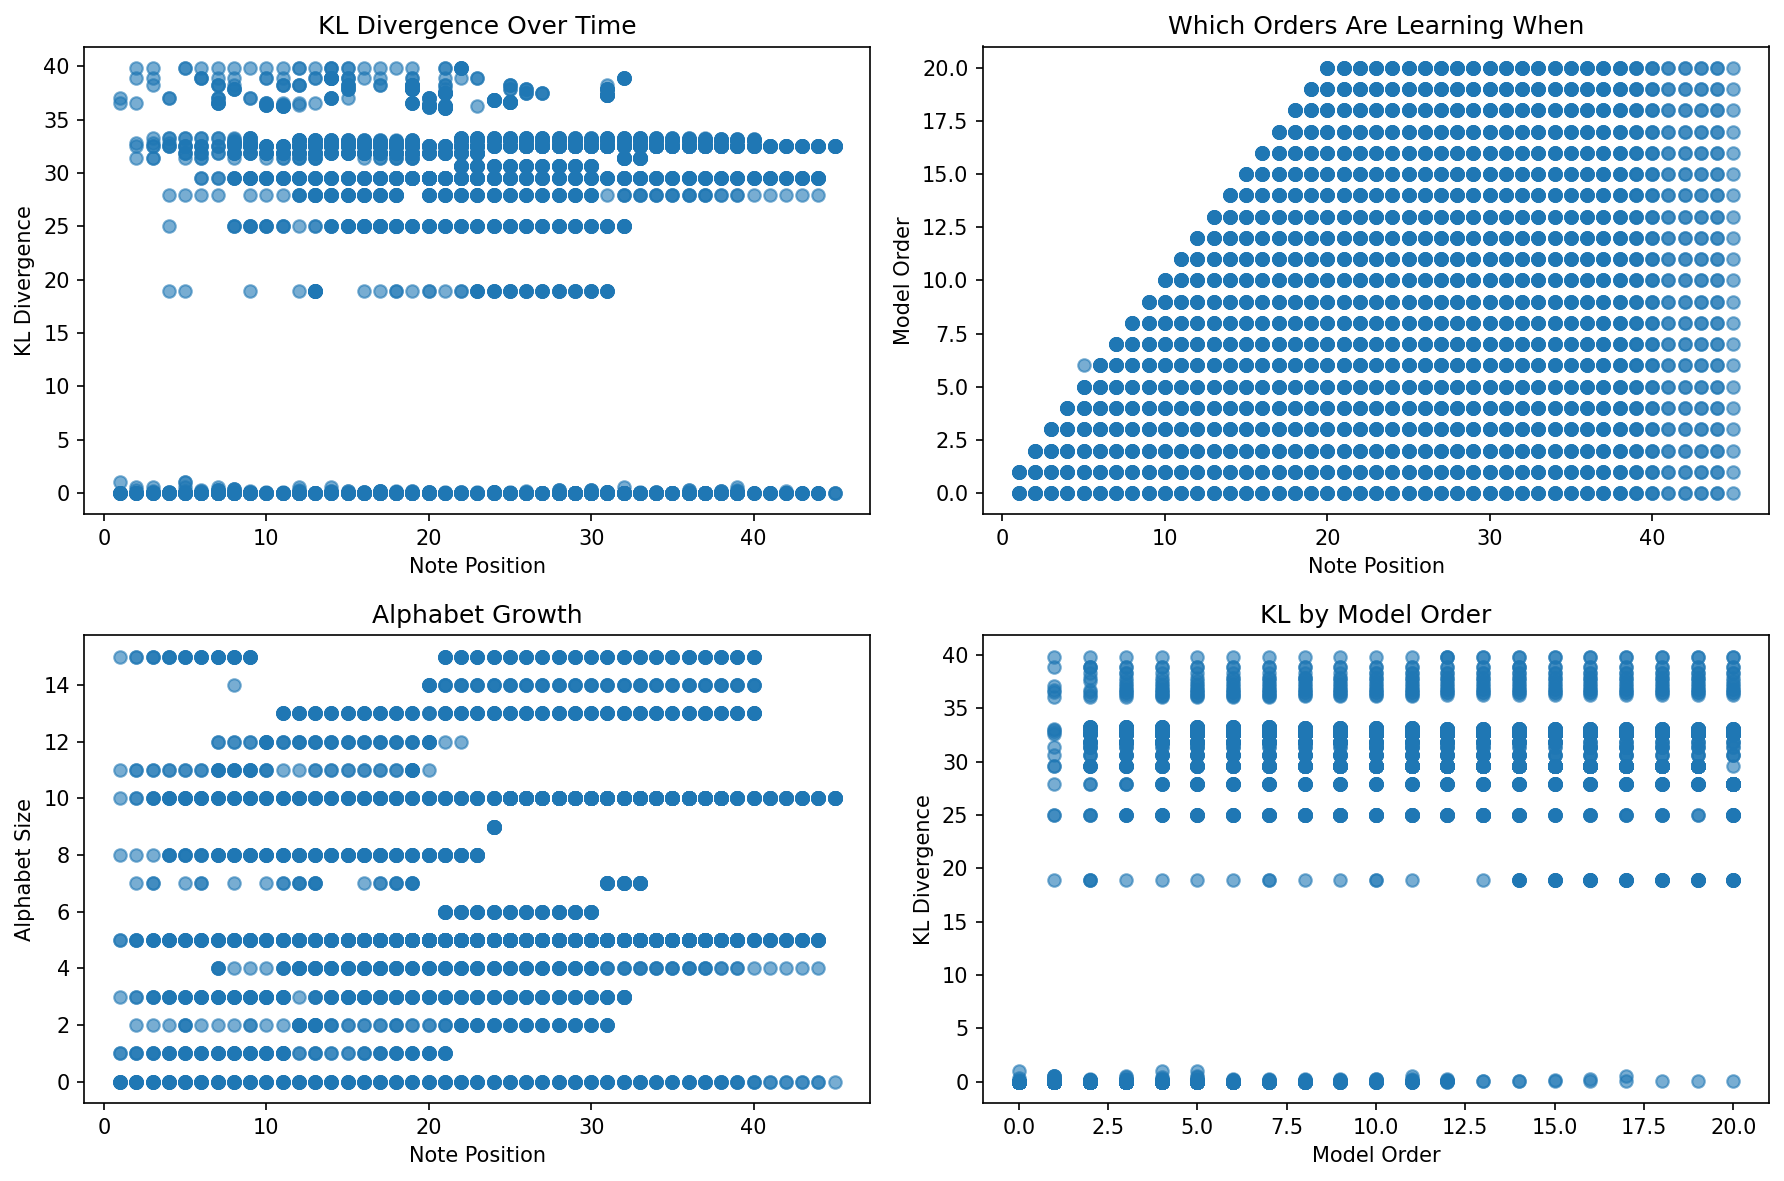 KL Divergence Over Time
40
35
30
25
20
15
10
5
0
KL Divergence
0 10 20 30 40
Note Position
Which Orders Are Learning When
20.0
17.5
15.0
12.5
10.0
7.5
5.0
2.5
0.0
Model Order
0 10 20 30 40
Note Position
Alphabet Growth
14
12
10
8
6
4
2
0
Alphabet Size
0 10 20 30 40
Note Position
KL by Model Order
40
35
30
25
20
15
10
5
0
KL Divergence
0.0 2.5 5.0 7.5 10.0 12.5 15.0 17.5 20.0
Model Order